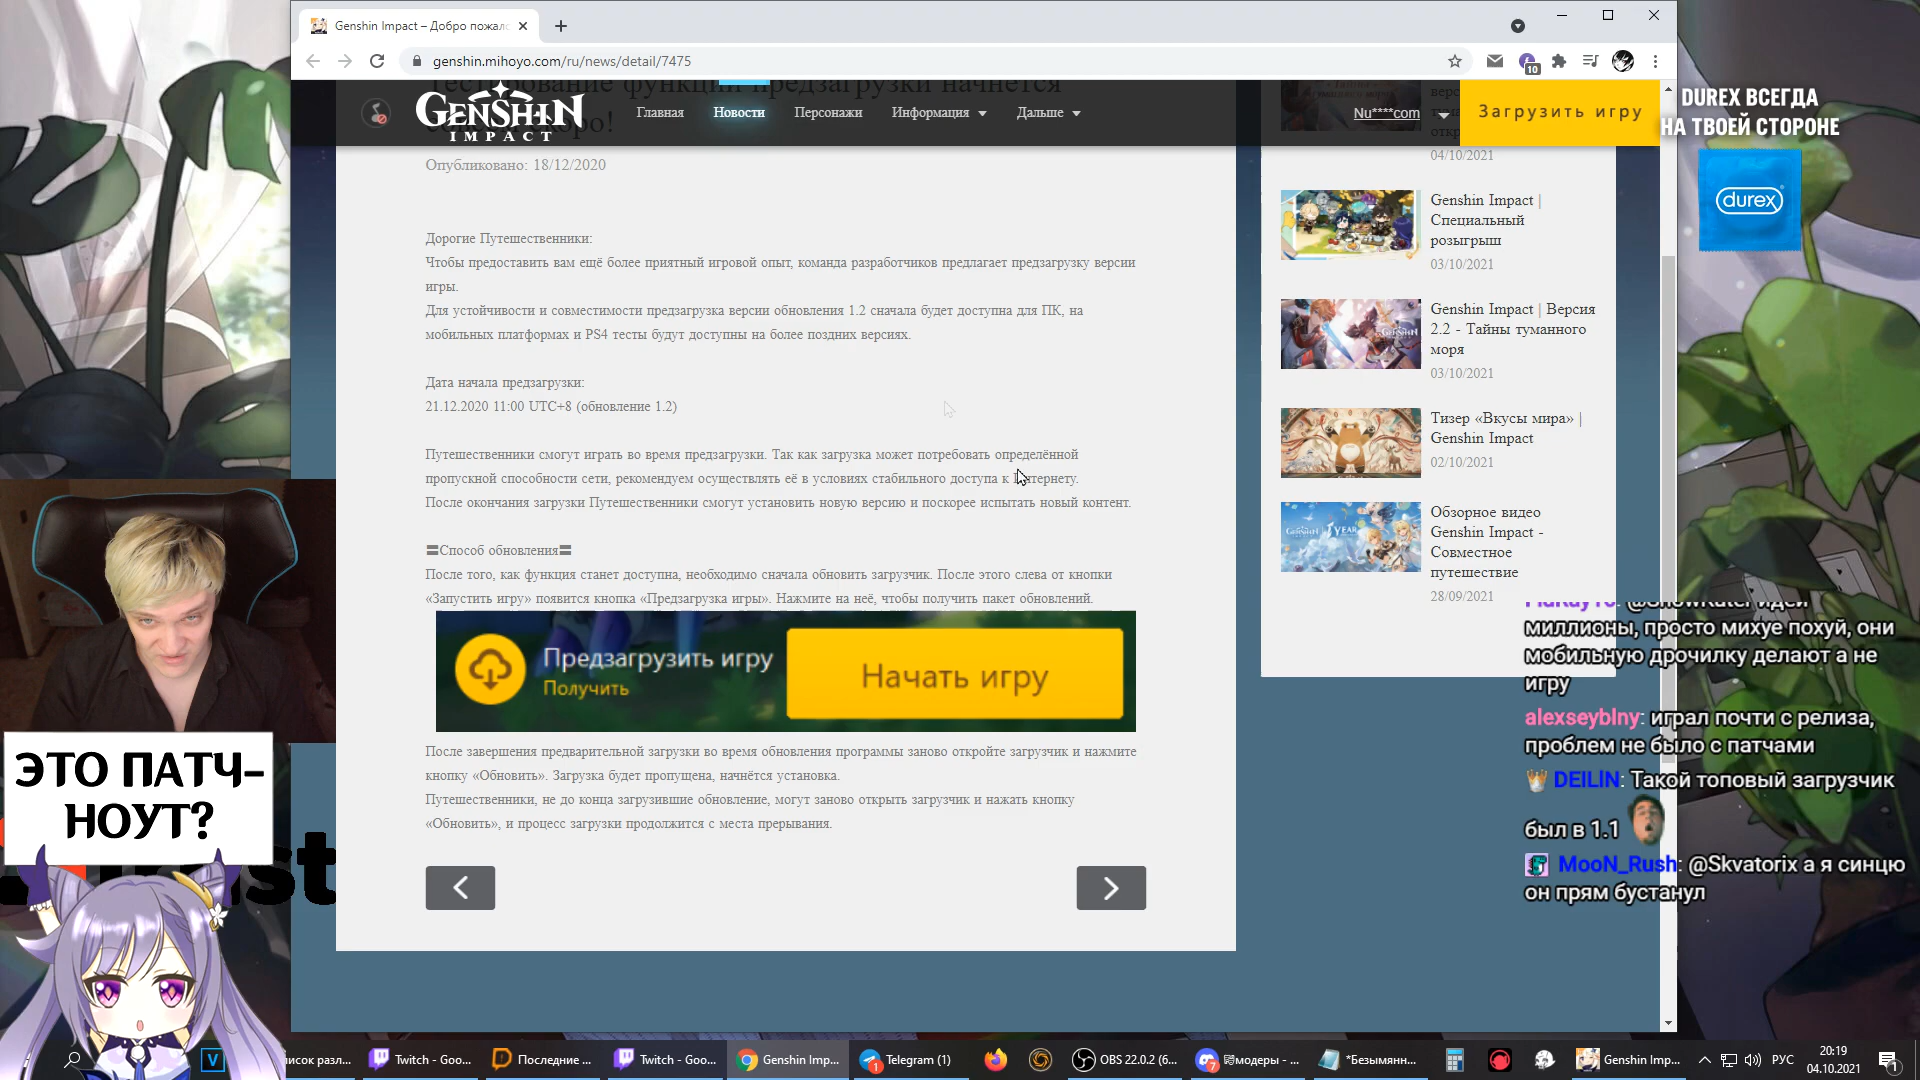 Genshin Impact – Добро пожал
genshin.mihoyo.com/ru/news/detail/7475
10
Тестирование функции предзагрузки начнётся
совсем скоро!
GENSHIN
IMPACT
Главная
Новости
Персонажи
Информация
Дальше
Nu****com
Загрузить игру
DUREX ВСЕГДА
НА ТВОЕЙ СТОРОНЕ
durex
Опубликовано: 18/12/2020
Дорогие Путешественники:
Чтобы предоставить вам ещё более приятный игровой опыт, команда разработчиков предлагает предзагрузку версии
игры.
Для устойчивости и совместимости предзагрузка версии обновления 1.2 сначала будет доступна для ПК, на
мобильных платформах и PS4 тесты будут доступны на более поздних версиях.
Дата начала предзагрузки:
21.12.2020 11:00 UTC+8 (обновление 1.2)
Путешественники смогут играть во время предзагрузки. Так как загрузка может потребовать определённой
пропускной способности сети, рекомендуем осуществлять её в условиях стабильного доступа к Интернету.
После окончания загрузки Путешественники смогут установить новую версию и поскорее испытать новый контент.
〓Способ обновления〓
После того, как функция станет доступна, необходимо сначала обновить загрузчик. После этого слева от кнопки
«Запустить игру» появится кнопка «Предзагрузка игры». Нажмите на неё, чтобы получить пакет обновлений.
Предзагрузить игру
Получить
Начать игру
После завершения предварительной загрузки во время обновления программы заново откройте загрузчик и нажмите
кнопку «Обновить». Загрузка будет пропущена, начнётся установка.
Путешественники, не до конца загрузившие обновление, могут заново открыть загрузчик и нажать кнопку
«Обновить», и процесс загрузки продолжится с места прерывания.
04/10/2021
Genshin Impact |
Специальный
розыгрыш
03/10/2021
Genshin Impact | Версия
2.2 - Тайны туманного
моря
03/10/2021
Тизер «Вкусы мира» |
Genshin Impact
02/10/2021
Обзорное видео
Genshin Impact -
Совместное
путешествие
28/09/2021
миллионы, просто михуе похуй, они
мобильную дрочилку делают а не
игру
alexseyblny: играл почти с релиза,
проблем не было с патчами
DEILIN: Такой топовый загрузчик
был в 1.1
MooN_Rush: @Skvatorix а я синцю
он прям бустанул
ЭТО ПАТЧ-
НОУТ?
st
исок разл...
Twitch - Goo...
Последние ...
Twitch - Goo...
Genshin Imp...
Telegram (1)
OBS 22.0.2 (6...
модеры - ...
*Безымянн...
Genshin Imp...
РУС
20:19
04.10.2021